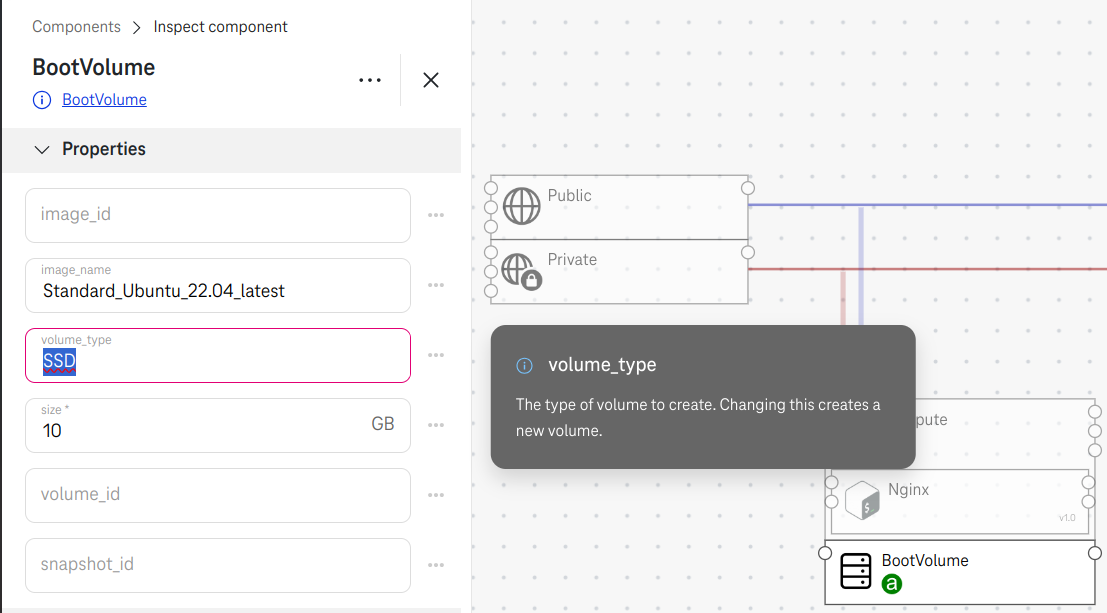 Components > Inspect component
BootVolume
BootVolume
Properties
image_id
image_name
Standard_Ubuntu_22.04_latest
volume_type
SSD
size *
10 GB
volume_id
snapshot_id
Public
Private
volume_type
The type of volume to create. Changing this creates a
new volume.
pute
Nginx
$
v1.0
BootVolume
a